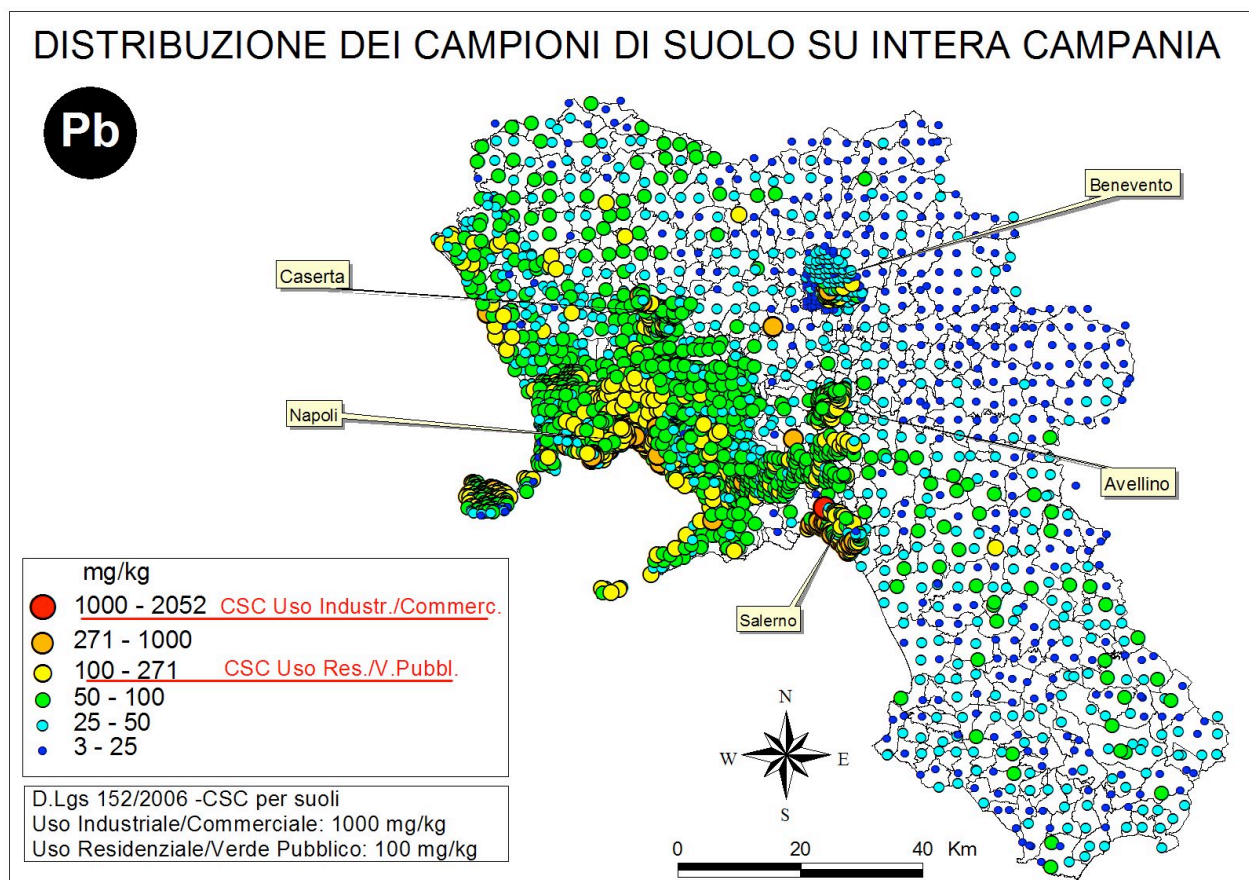 DISTRIBUZIONE DEI CAMPIONI DI SUOLO SU INTERA CAMPANIA
Pb
Benevento
Caserta
Napoli
Avellino
Salerno
mg/kg
1000 - 2052 CSC Uso Industr./Commerc.
271 - 1000
100 - 271 CSC Uso Res./V.Pubbl.
50 - 100
25 - 50
3 - 25
N
W E
S
D.Lgs 152/2006 -CSC per suoli
Uso Industriale/Commerciale: 1000 mg/kg
Uso Residenziale/Verde Pubblico: 100 mg/kg
0 20 40 Km